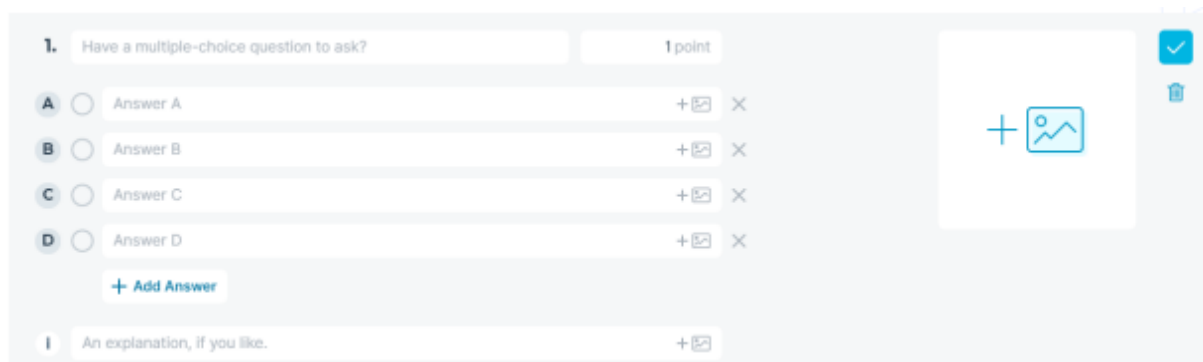 1. Have a multiple-choice question to ask? 1 point
A Answer A
B Answer B
C Answer C
D Answer D
+ Add Answer
i An explanation, if you like.